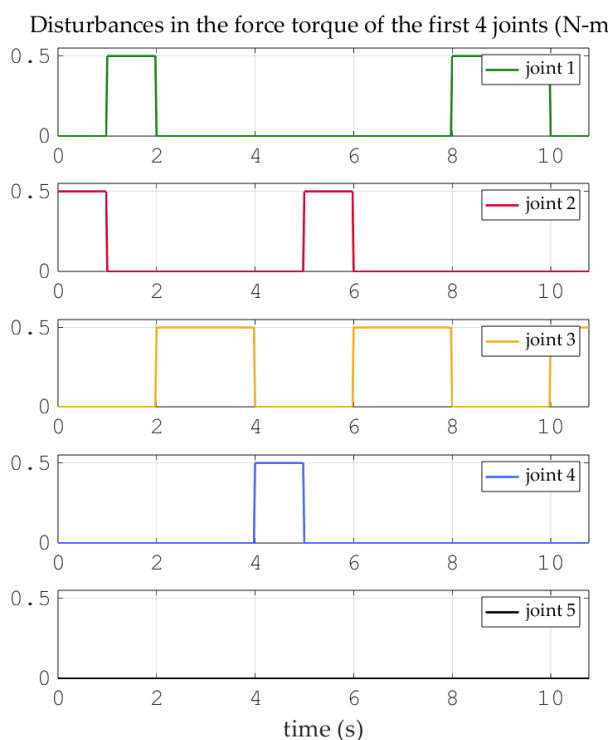 Disturbances in the force torque of the first 4 joints (N-m
0.5
joint 1
0
0 2 4 6 8 10
0.5
joint 2
0
0 2 4 6 8 10
0.5
joint 3
0
0 2 4 6 8 10
0.5
joint 4
0
0 2 4 6 8 10
0.5
joint 5
0
0 2 4 6 8 10
time (s)